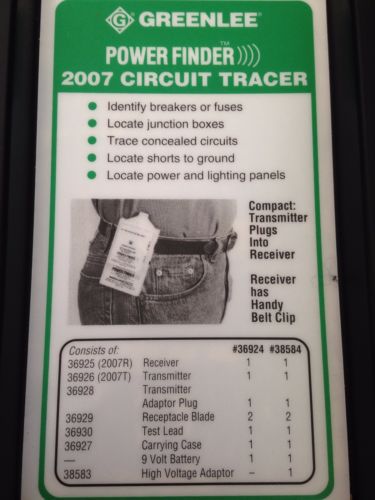 G GREENLEE®
POWER FINDER™
2007 CIRCUIT TRACER
Identify breakers or fuses
Locate junction boxes
Trace concealed circuits
Locate shorts to ground
Locate power and lighting panels
Compact:
Transmitter
Plugs
Into
Receiver
Receiver
has
Handy
Belt Clip
Consists of: #36924 #38584
36925 (2007R) Receiver 1 1
36926 (2007T) Transmitter 1 1
36928 Transmitter
Adaptor Plug 1 1
36929 Receptacle Blade 2 2
36930 Test Lead 1 1
36927 Carrying Case 1 1
— 9 Volt Battery 1 1
38583 High Voltage Adaptor – 1